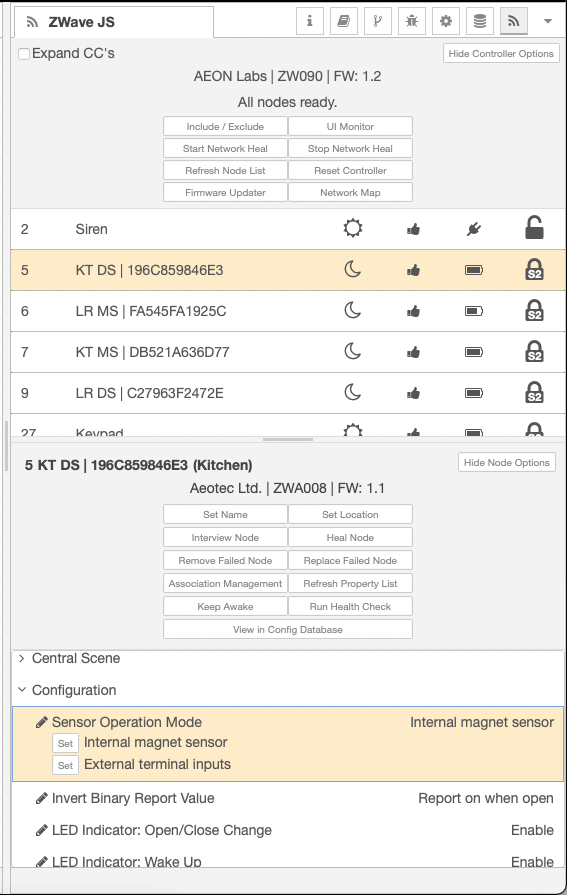 ZWave JS
Expand CC's
Hide Controller Options
AEON Labs | ZW090 | FW: 1.2
All nodes ready.
Include / Exclude UI Monitor
Start Network Heal Stop Network Heal
Refresh Node List Reset Controller
Firmware Updater Network Map
2 Siren
5 KT DS | 196C859846E3 S2
6 LR MS | FA545FA1925C S2
7 KT MS | DB521A636D77 S2
9 LR DS | C27963F2472E S2
27 Keypad
5 KT DS | 196C859846E3 (Kitchen)
Hide Node Options
Aeotec Ltd. | ZWA008 | FW: 1.1
Set Name Set Location
Interview Node Heal Node
Remove Failed Node Replace Failed Node
Association Management Refresh Property List
Keep Awake Run Health Check
View in Config Database
Central Scene
Configuration
Sensor Operation Mode Internal magnet sensor
Set Internal magnet sensor
Set External terminal inputs
Invert Binary Report Value Report on when open
LED Indicator: Open/Close Change Enable
LED Indicator: Wake Up Enable